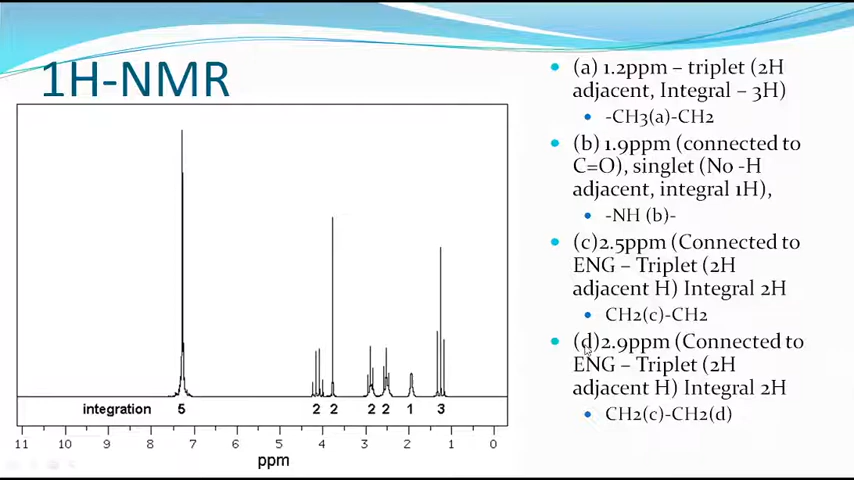 1H-NMR
(a) 1.2ppm – triplet (2H
adjacent, Integral – 3H)
-CH3(a)-CH2
(b) 1.9ppm (connected to
C=O), singlet (No -H
adjacent, integral 1H),
-NH (b)-
(c)2.5ppm (Connected to
ENG – Triplet (2H
adjacent H) Integral 2H
CH2(c)-CH2
(d)2.9ppm (Connected to
ENG – Triplet (2H
adjacent H) Integral 2H
CH2(c)-CH2(d)
integration 5 2 2 2 2 1 3
11 10 9 8 7 6 5 4 3 2 1 0
ppm